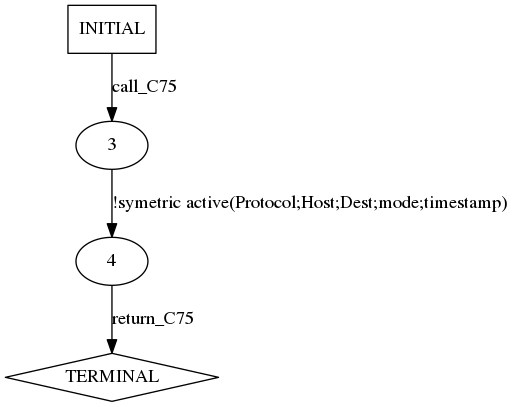 INITIAL
call_C75
3
!symetric active(Protocol;Host;Dest;mode;timestamp)
4
return_C75
TERMINAL